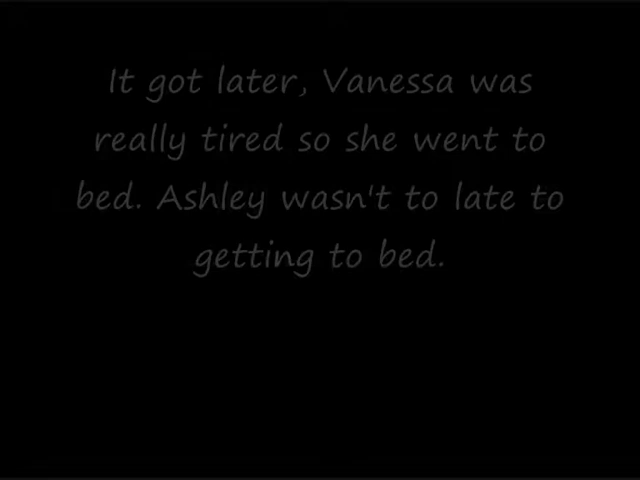 It got later, Vanessa was
really tired so she went to
bed. Ashley wasn't to late to
getting to bed.